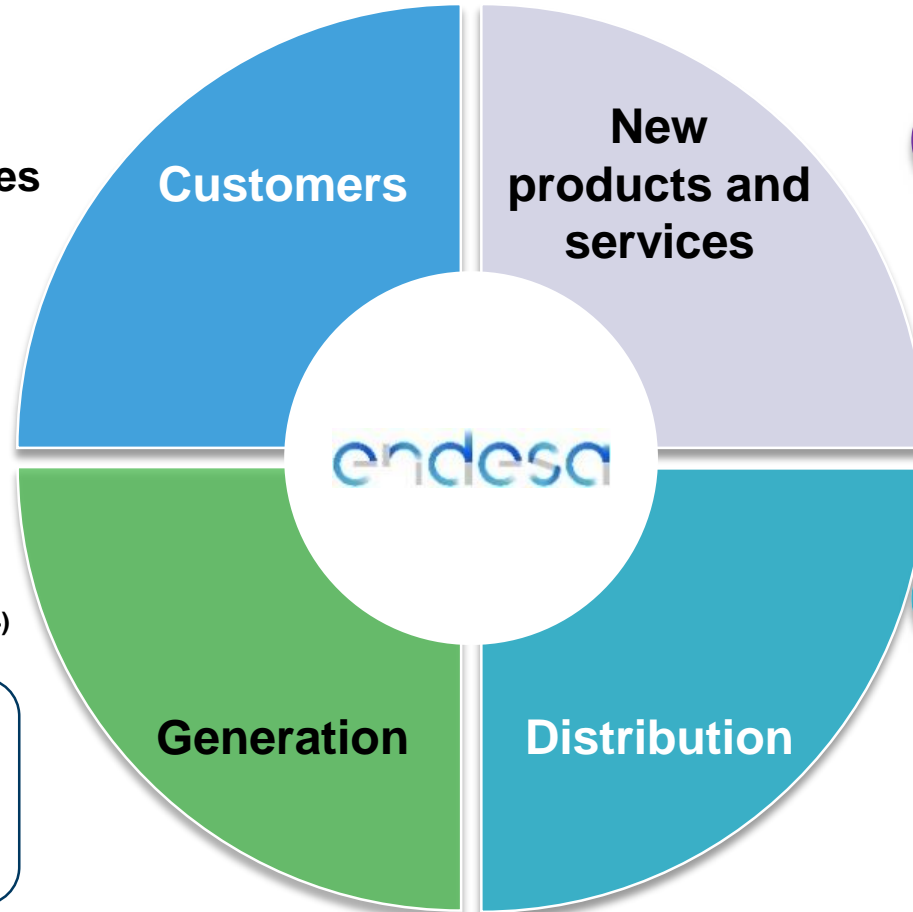 New
Customers
products and
services
endesa
Generation
Distribution